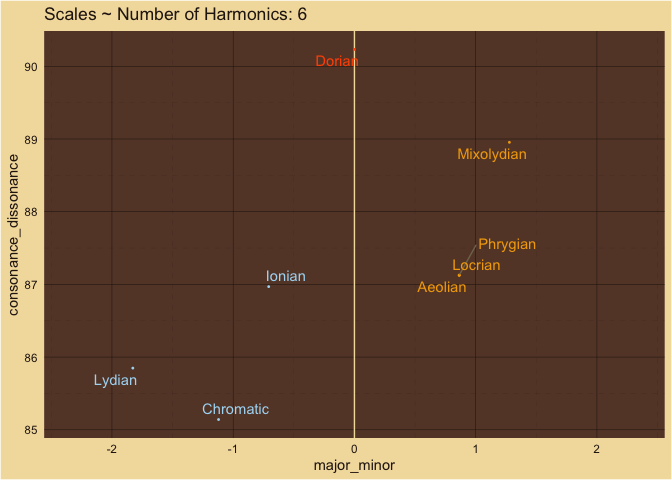 Scales ~ Number of Harmonics: 6
90
89
88
87
86
85
consonance_dissonance
Dorian
Mixolydian
Phrygian
Locrian
Aeolian
Ionian
Lydian
Chromatic
-2 -1 0 1 2
major_minor